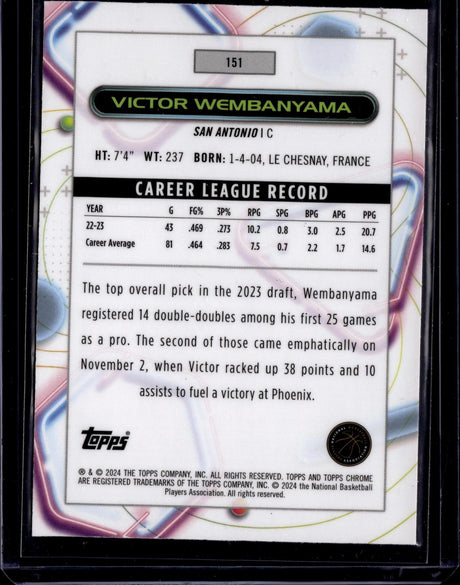 151
VICTOR WEMBANYAMA
SAN ANTONIO | C
HT: 7'4" WT: 237 BORN: 1-4-04, LE CHESNAY, FRANCE
CAREER LEAGUE RECORD
YEAR G FG% 3P% RPG SPG BPG APG PPG
22-23 43 .469 .273 10.2 0.8 3.0 2.5 20.7
Career Average 81 .464 .283 7.5 0.7 2.2 1.7 14.6
The top overall pick in the 2023 draft, Wembanyama
registered 14 double-doubles among his first 25 games
as a pro. The second of those came emphatically on
November 2, when Victor racked up 38 points and 10
assists to fuel a victory at Phoenix.
Topps
® & © 2024 THE TOPPS COMPANY, INC. ALL RIGHTS RESERVED. TOPPS AND TOPPS CHROME
ARE REGISTERED TRADEMARKS OF THE TOPPS COMPANY, INC. © 2024 the National Basketball
Players Association. All rights reserved.